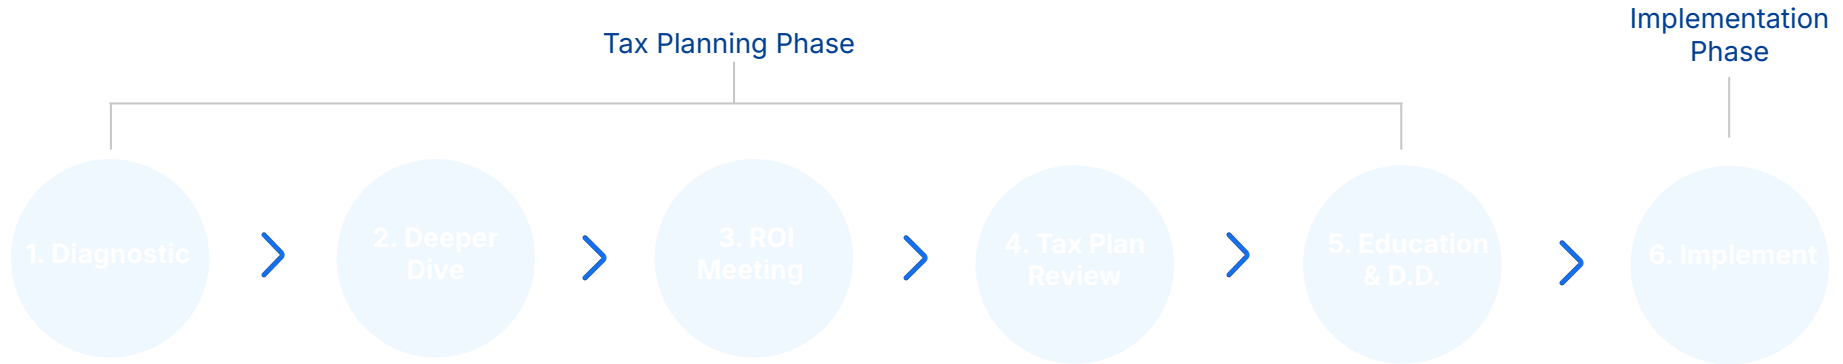 Tax Planning Phase
Implementation
Phase
1. Diagnostic
2. Deeper
Dive
3. ROI
Meeting
4. Tax Plan
Review
5. Education
& D.D.
6. Implement